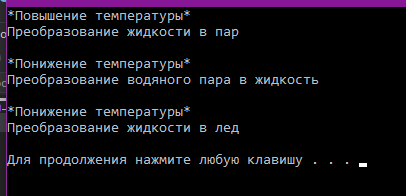 *Повышение температуры*
Преобразование жидкости в пар
*Понижение температуры*
Преобразование водяного пара в жидкость
*Понижение температуры*
Преобразование жидкости в лед
Для продолжения нажмите любую клавишу . . .